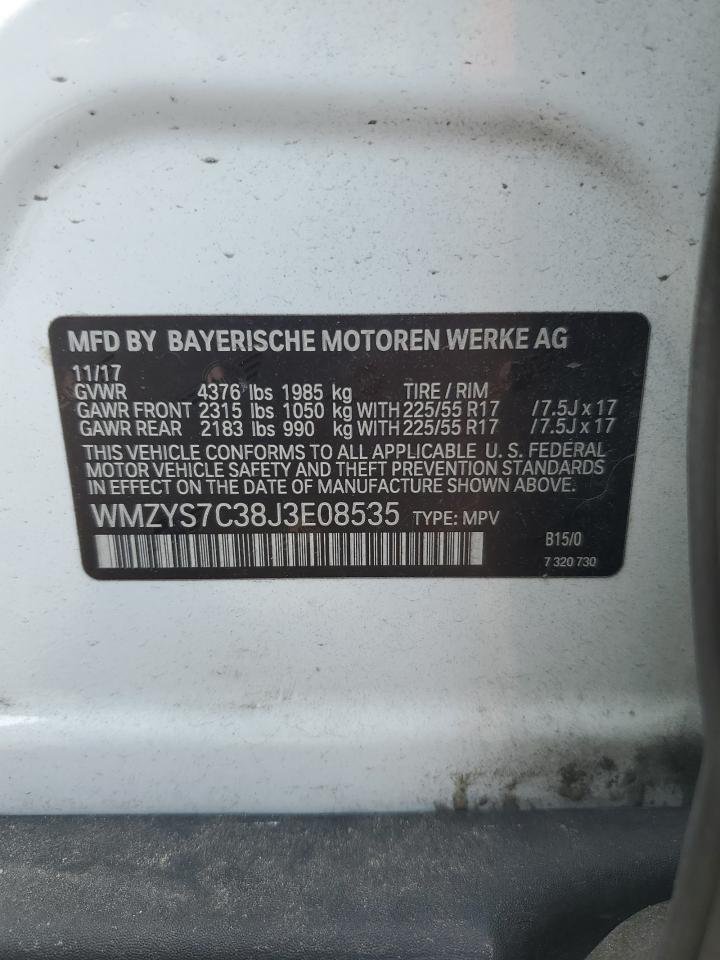 MFD BY BAYERISCHE MOTOREN WERKE AG
11/17
GVWR 4376 lbs 1985 kg TIRE / RIM
GAWR FRONT 2315 lbs 1050 kg WITH 225/55 R17 /7.5J x 17
GAWR REAR 2183 lbs 990 kg WITH 225/55 R17 /7.5J x 17
THIS VEHICLE CONFORMS TO ALL APPLICABLE U. S. FEDERAL
MOTOR VEHICLE SAFETY AND THEFT PREVENTION STANDARDS
IN EFFECT ON THE DATE OF MANUFACTURE SHOWN ABOVE.
WMZYS7C38J3E08535 TYPE: MPV
B15/0
7 320 730